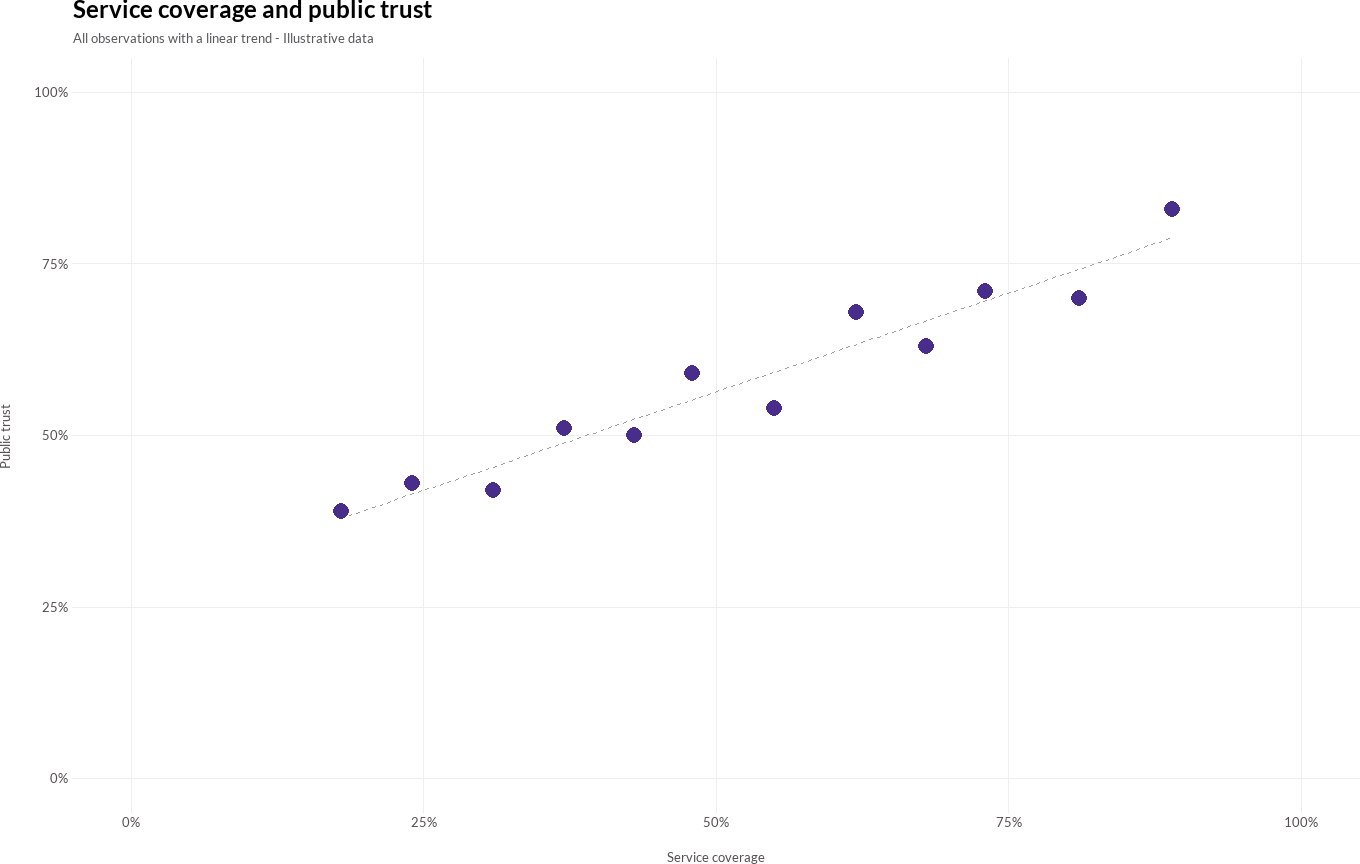 Service coverage and public trust
All observations with a linear trend - Illustrative data
100%
75%
50%
25%
0%
Public trust
0%
25%
50%
75%
100%
Service coverage